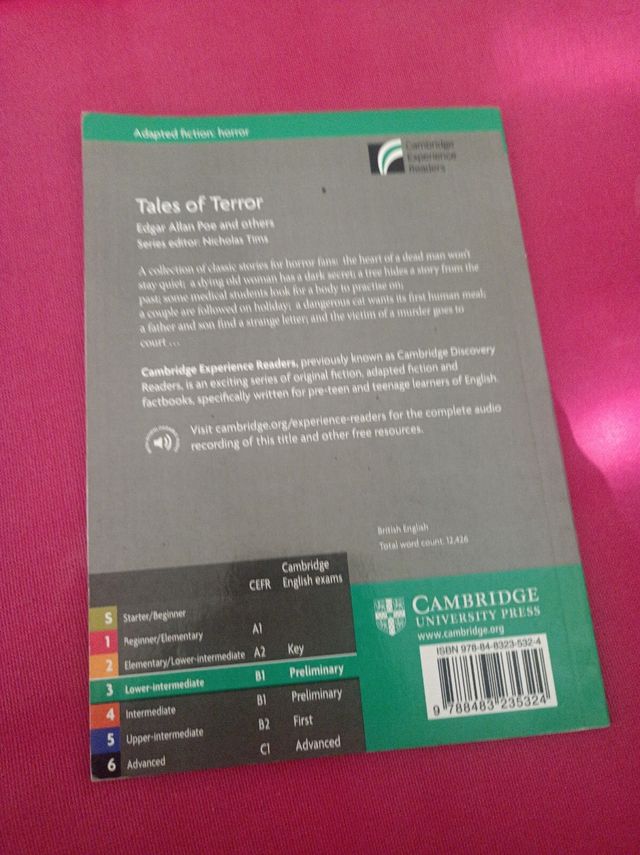 Adapted fiction: horror
Cambridge
Experience
Readers
Tales of Terror
Edgar Allan Poe and others
Series editor: Nicholas Tims
A collection of classic stories for horror fans: the heart of a dead man won't
stay quiet; a dying old woman has a dark secret; a tree hides a story from the
past; some medical students look for a body to practise on;
a couple are followed on holiday; a dangerous cat wants its first human meal;
a father and son find a strange letter; and the victim of a murder goes to
court ...
Cambridge Experience Readers, previously known as Cambridge Discovery
Readers, is an exciting series of original fiction, adapted fiction and
factbooks, specifically written for pre-teen and teenage learners of English.
Visit cambridge.org/experience-readers for the complete audio
recording of this title and other free resources.
British English
Total word count: 12,426
CEFR Cambridge English exams
S Starter/Beginner
1 Beginner/Elementary A1
2 Elementary/Lower-intermediate A2 Key
3 Lower-intermediate B1 Preliminary
4 Intermediate B1 Preliminary
5 Upper-intermediate B2 First
6 Advanced C1 Advanced
CAMBRIDGE
UNIVERSITY PRESS
www.cambridge.org
ISBN 978-84-8323-532-4
9 788483 235324